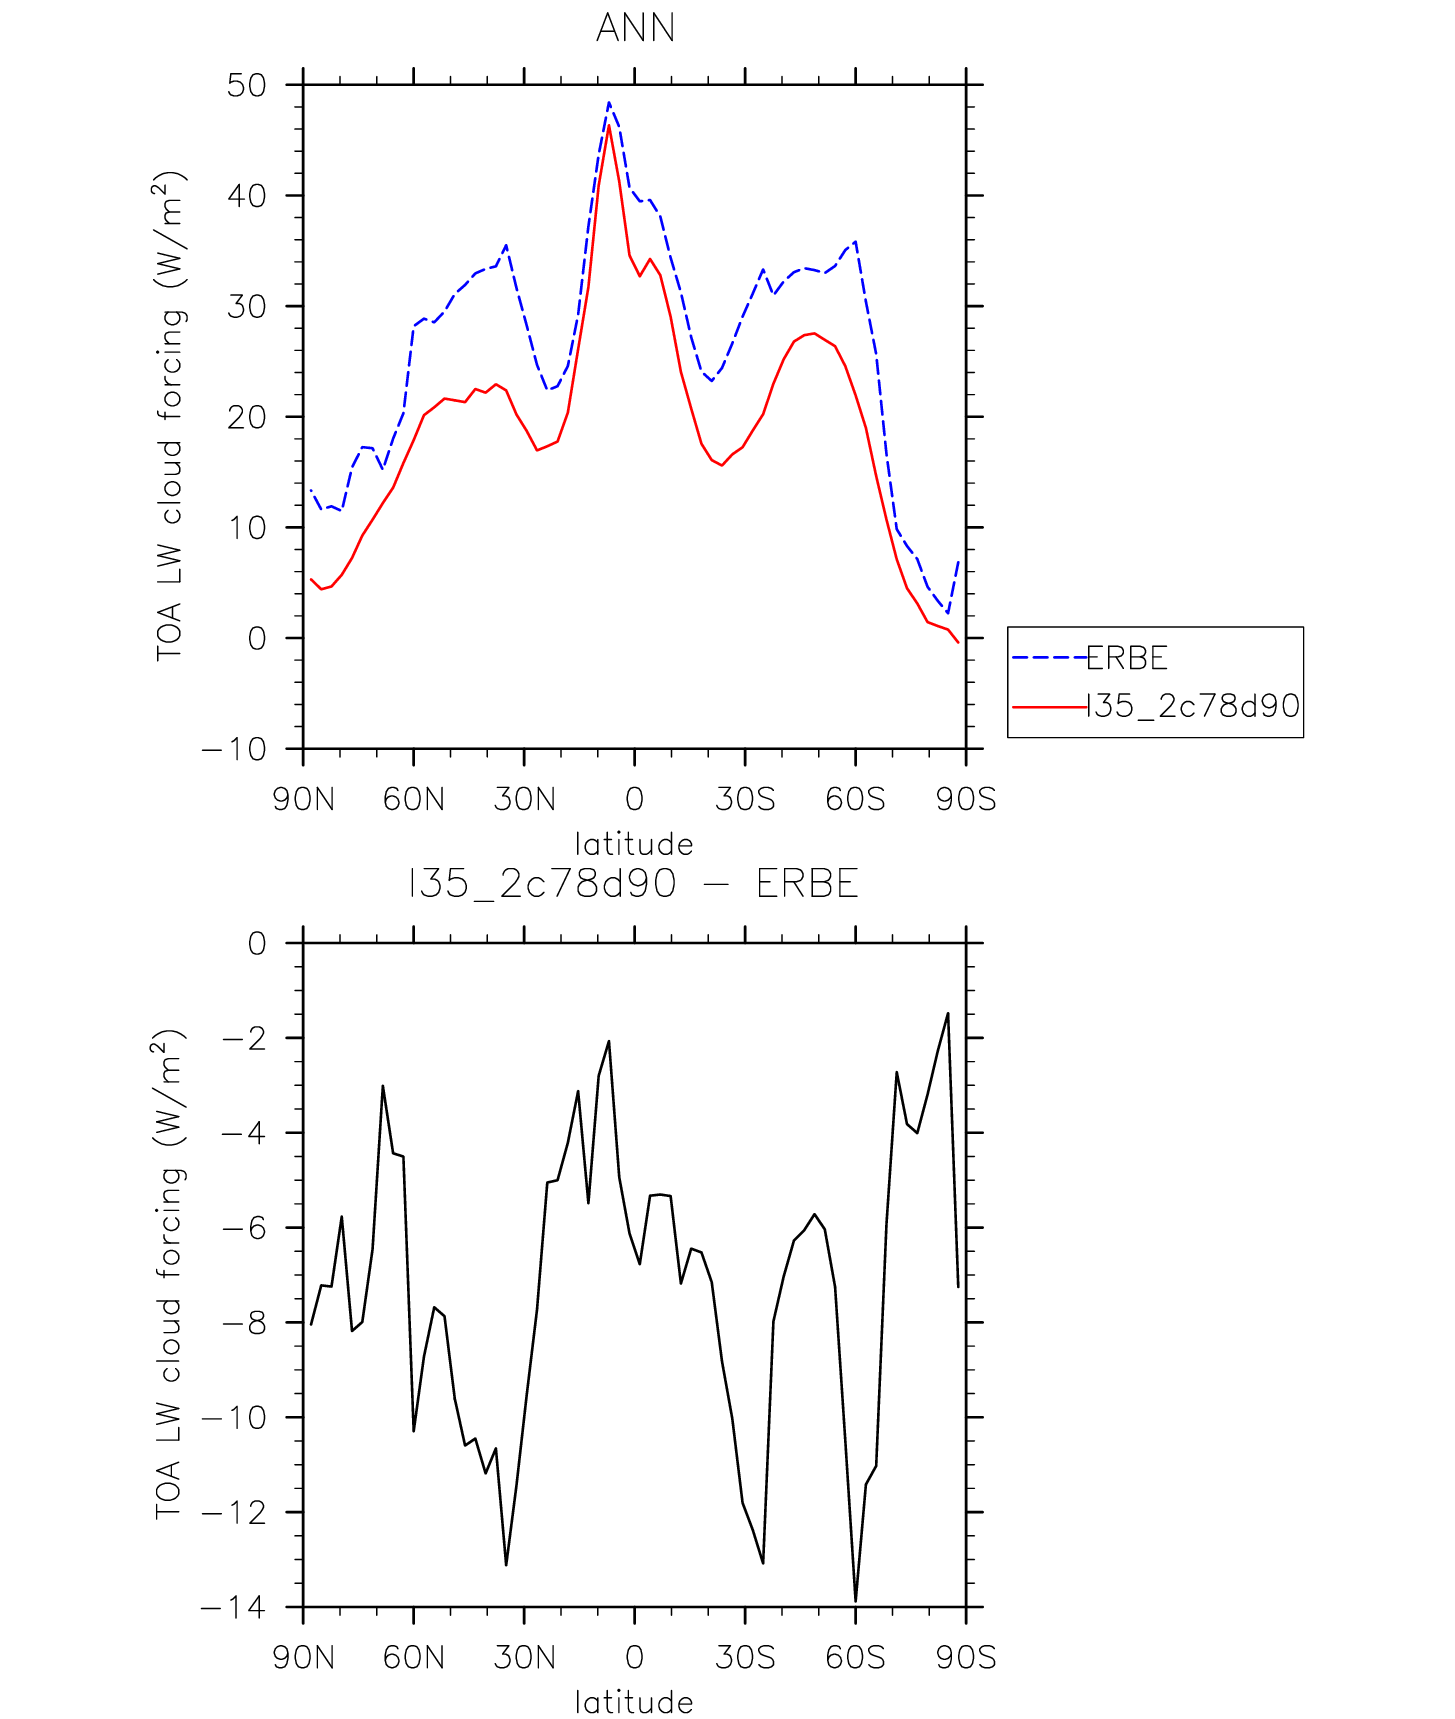 ANN
TOA LW cloud forcing (W/m²)
50
40
30
20
10
0
−10
90N 60N 30N 0 30S 60S 90S
latitude
ERBE
I35_2c78d90
I35_2c78d90 − ERBE
TOA LW cloud forcing (W/m²)
0
−2
−4
−6
−8
−10
−12
−14
90N 60N 30N 0 30S 60S 90S
latitude